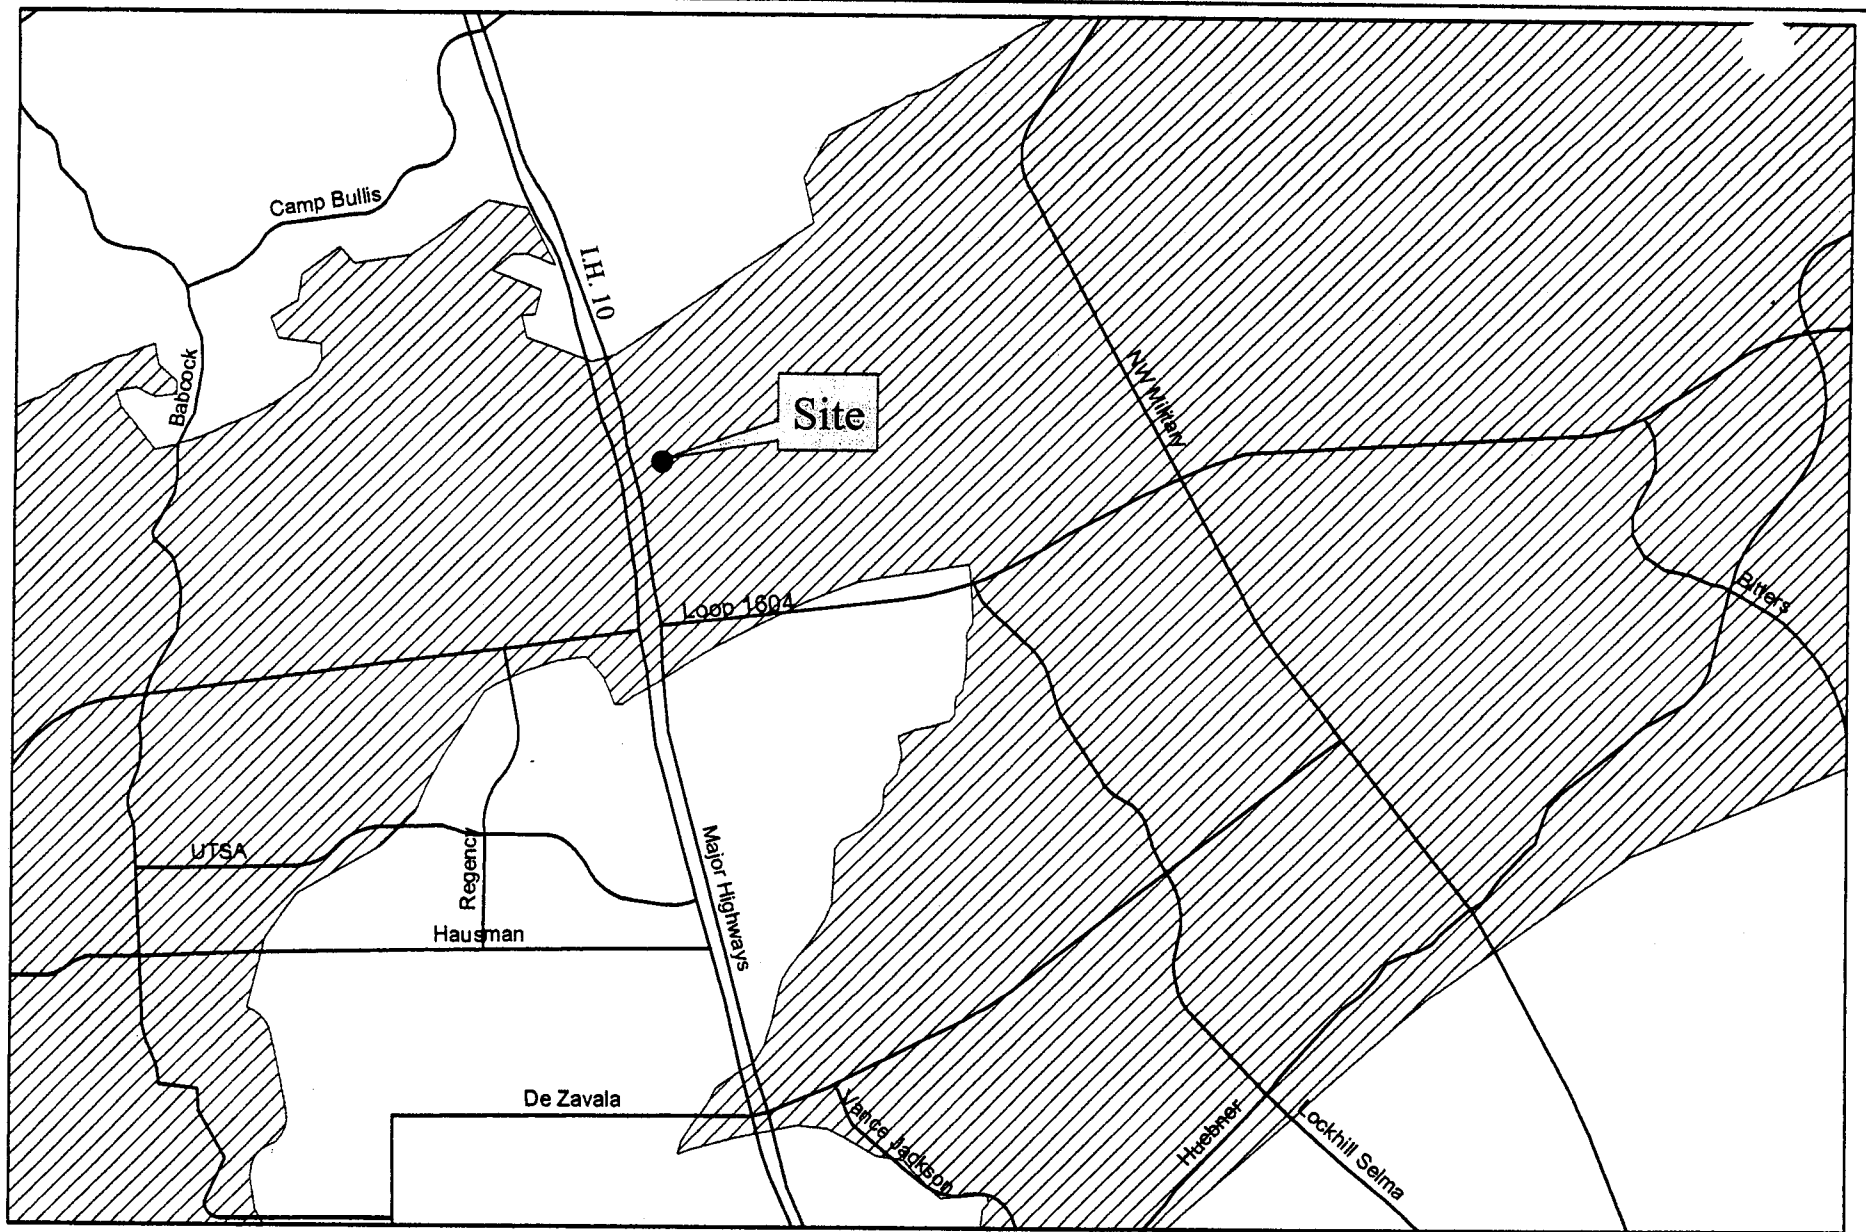 Camp Bullis
I.H. 10
Babcock
Site
NW Military
Loop 1604
Bitters
UTSA
Regency
Major Highways
Hausman
De Zavala
Vance Jackson
Huebner
Lockhill Selma